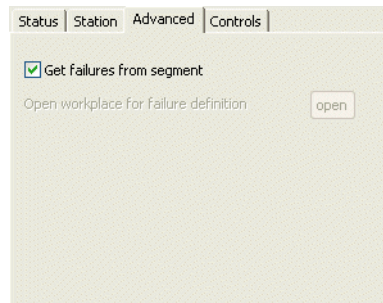 Status Station Advanced Controls
Get failures from segment
Open workplace for failure definition open